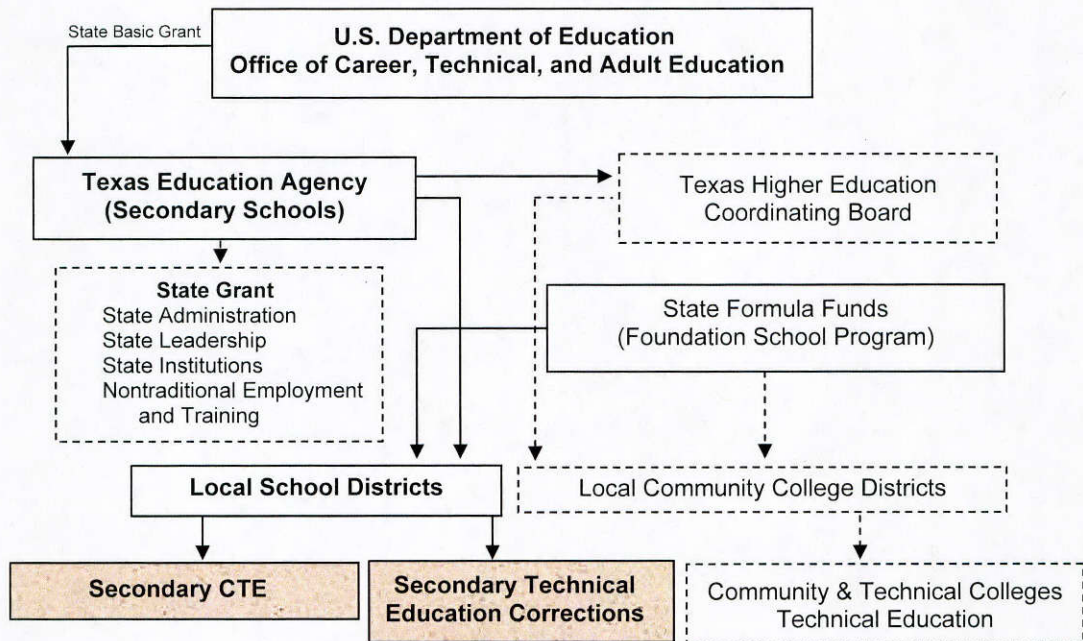 State Basic Grant
U.S. Department of Education
Office of Career, Technical, and Adult Education
Texas Education Agency
(Secondary Schools)
Texas Higher Education
Coordinating Board
State Grant
State Administration
State Leadership
State Institutions
Nontraditional Employment
and Training
State Formula Funds
(Foundation School Program)
Local School Districts
Local Community College Districts
Secondary CTE
Secondary Technical
Education Corrections
Community & Technical Colleges
Technical Education